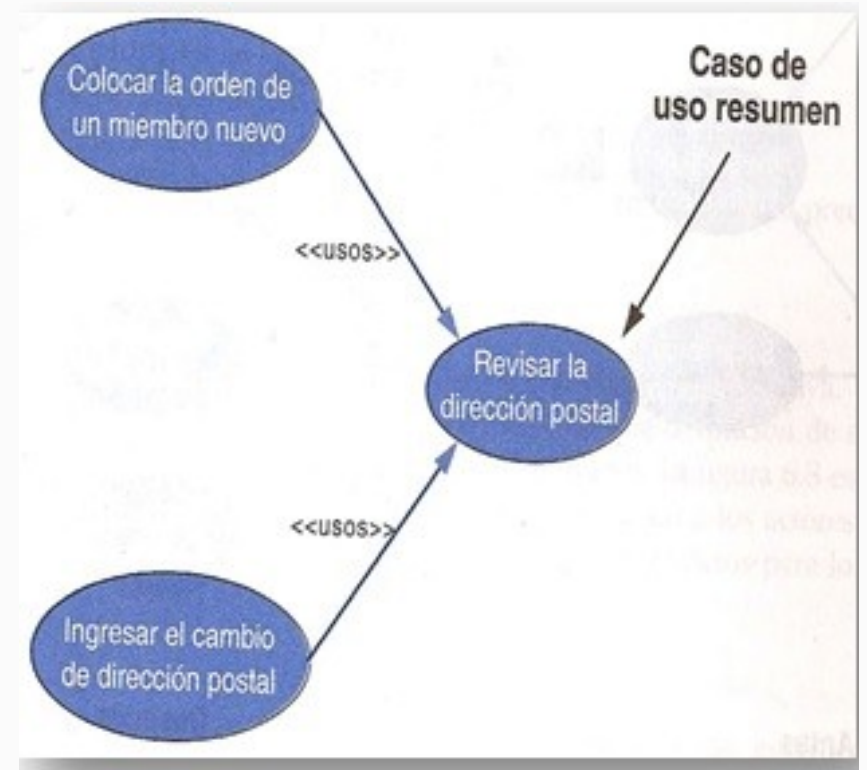 Colocar la orden de
un miembro nuevo
Caso de
uso resumen
<<usos>>
Revisar la
dirección postal
<<usos>>
Ingresar el cambio
de dirección postal